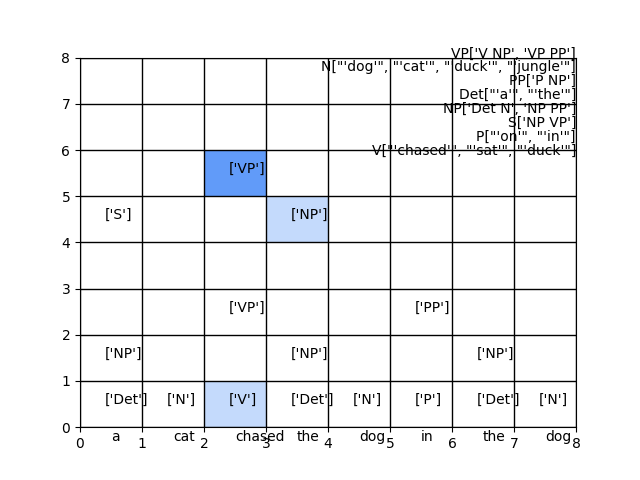 8 VP['V NP', 'VP PP']
N["'dog'", "'cat'", "'duck'", "'jungle'"]
PP['P NP']
7 Det["'a'", "'the'"]
NP['Det N', 'NP PP']
S['NP VP']
P["'on'", "'in'"]
6 V["'chased'", "'sat'", "'duck'"]
['VP']
5
['S'] ['NP']
4
3
['VP'] ['PP']
2
['NP'] ['NP'] ['NP']
1
['Det'] ['N'] ['V'] ['Det'] ['N'] ['P'] ['Det'] ['N']
0
a cat chased the dog in the dog
0 1 2 3 4 5 6 7 8